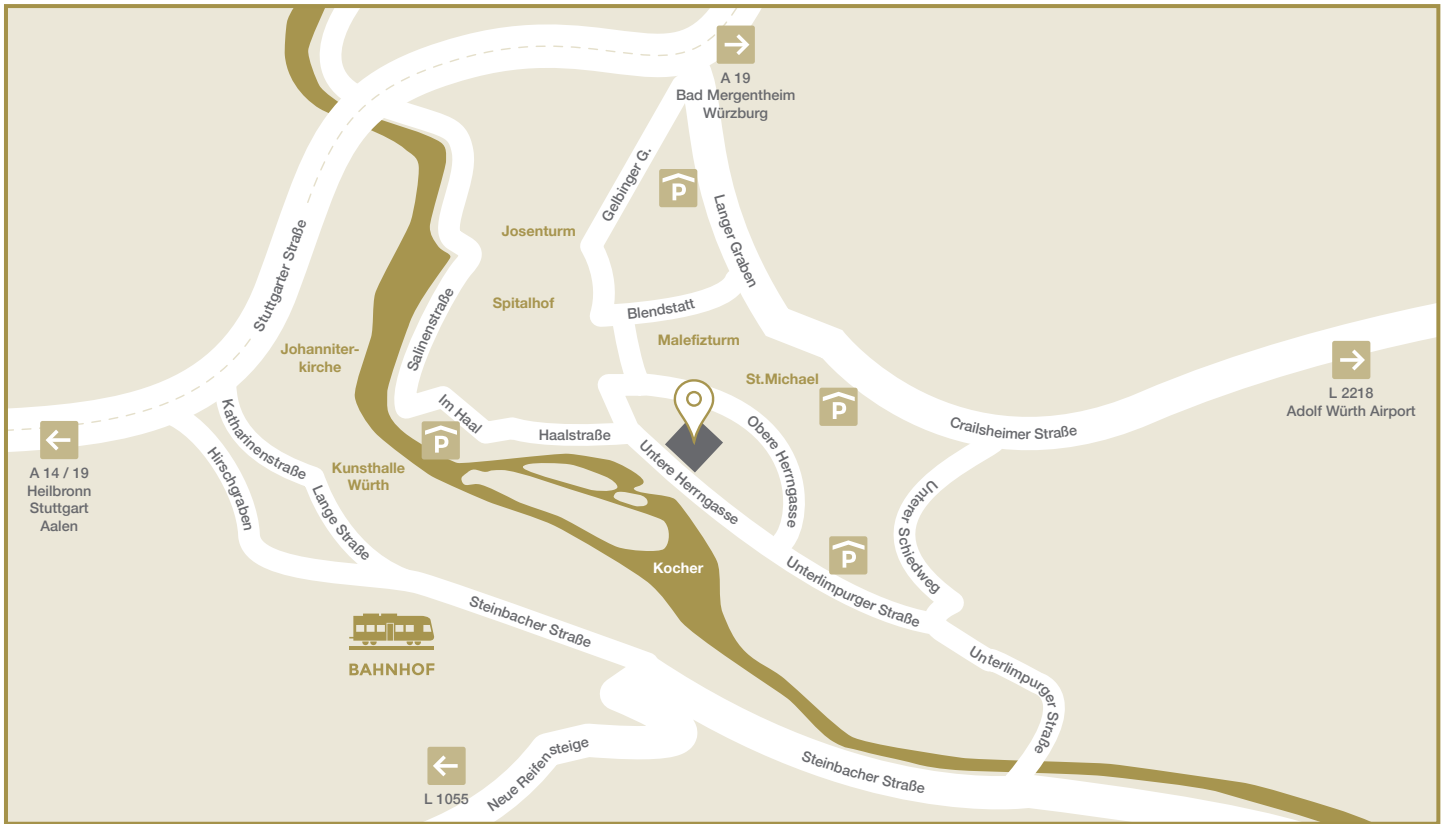 A 19
Bad Mergentheim
Würzburg
Gelbinger G.
P
Langer Graben
Josenturm
Stuttgarter Straße
Spitalhof
Blendstatt
Salinenstraße
Malefizturm
Johanniter-
kirche
St.Michael
P
L 2218
Adolf Würth Airport
Im Haal
P
Haalstraße
Obere Herrngasse
Crailsheimer Straße
Katharinenstraße
A 14 / 19
Heilbronn
Stuttgart
Aalen
Hirschgraben
Kunsthalle
Würth
Untere Herrngasse
Lange Straße
Unterer Schiedweg
P
Kocher
Unterlimpurger Straße
Steinbacher Straße
BAHNHOF
Unterlimpurger Straße
Neue Reifensteige
Steinbacher Straße
L 1055